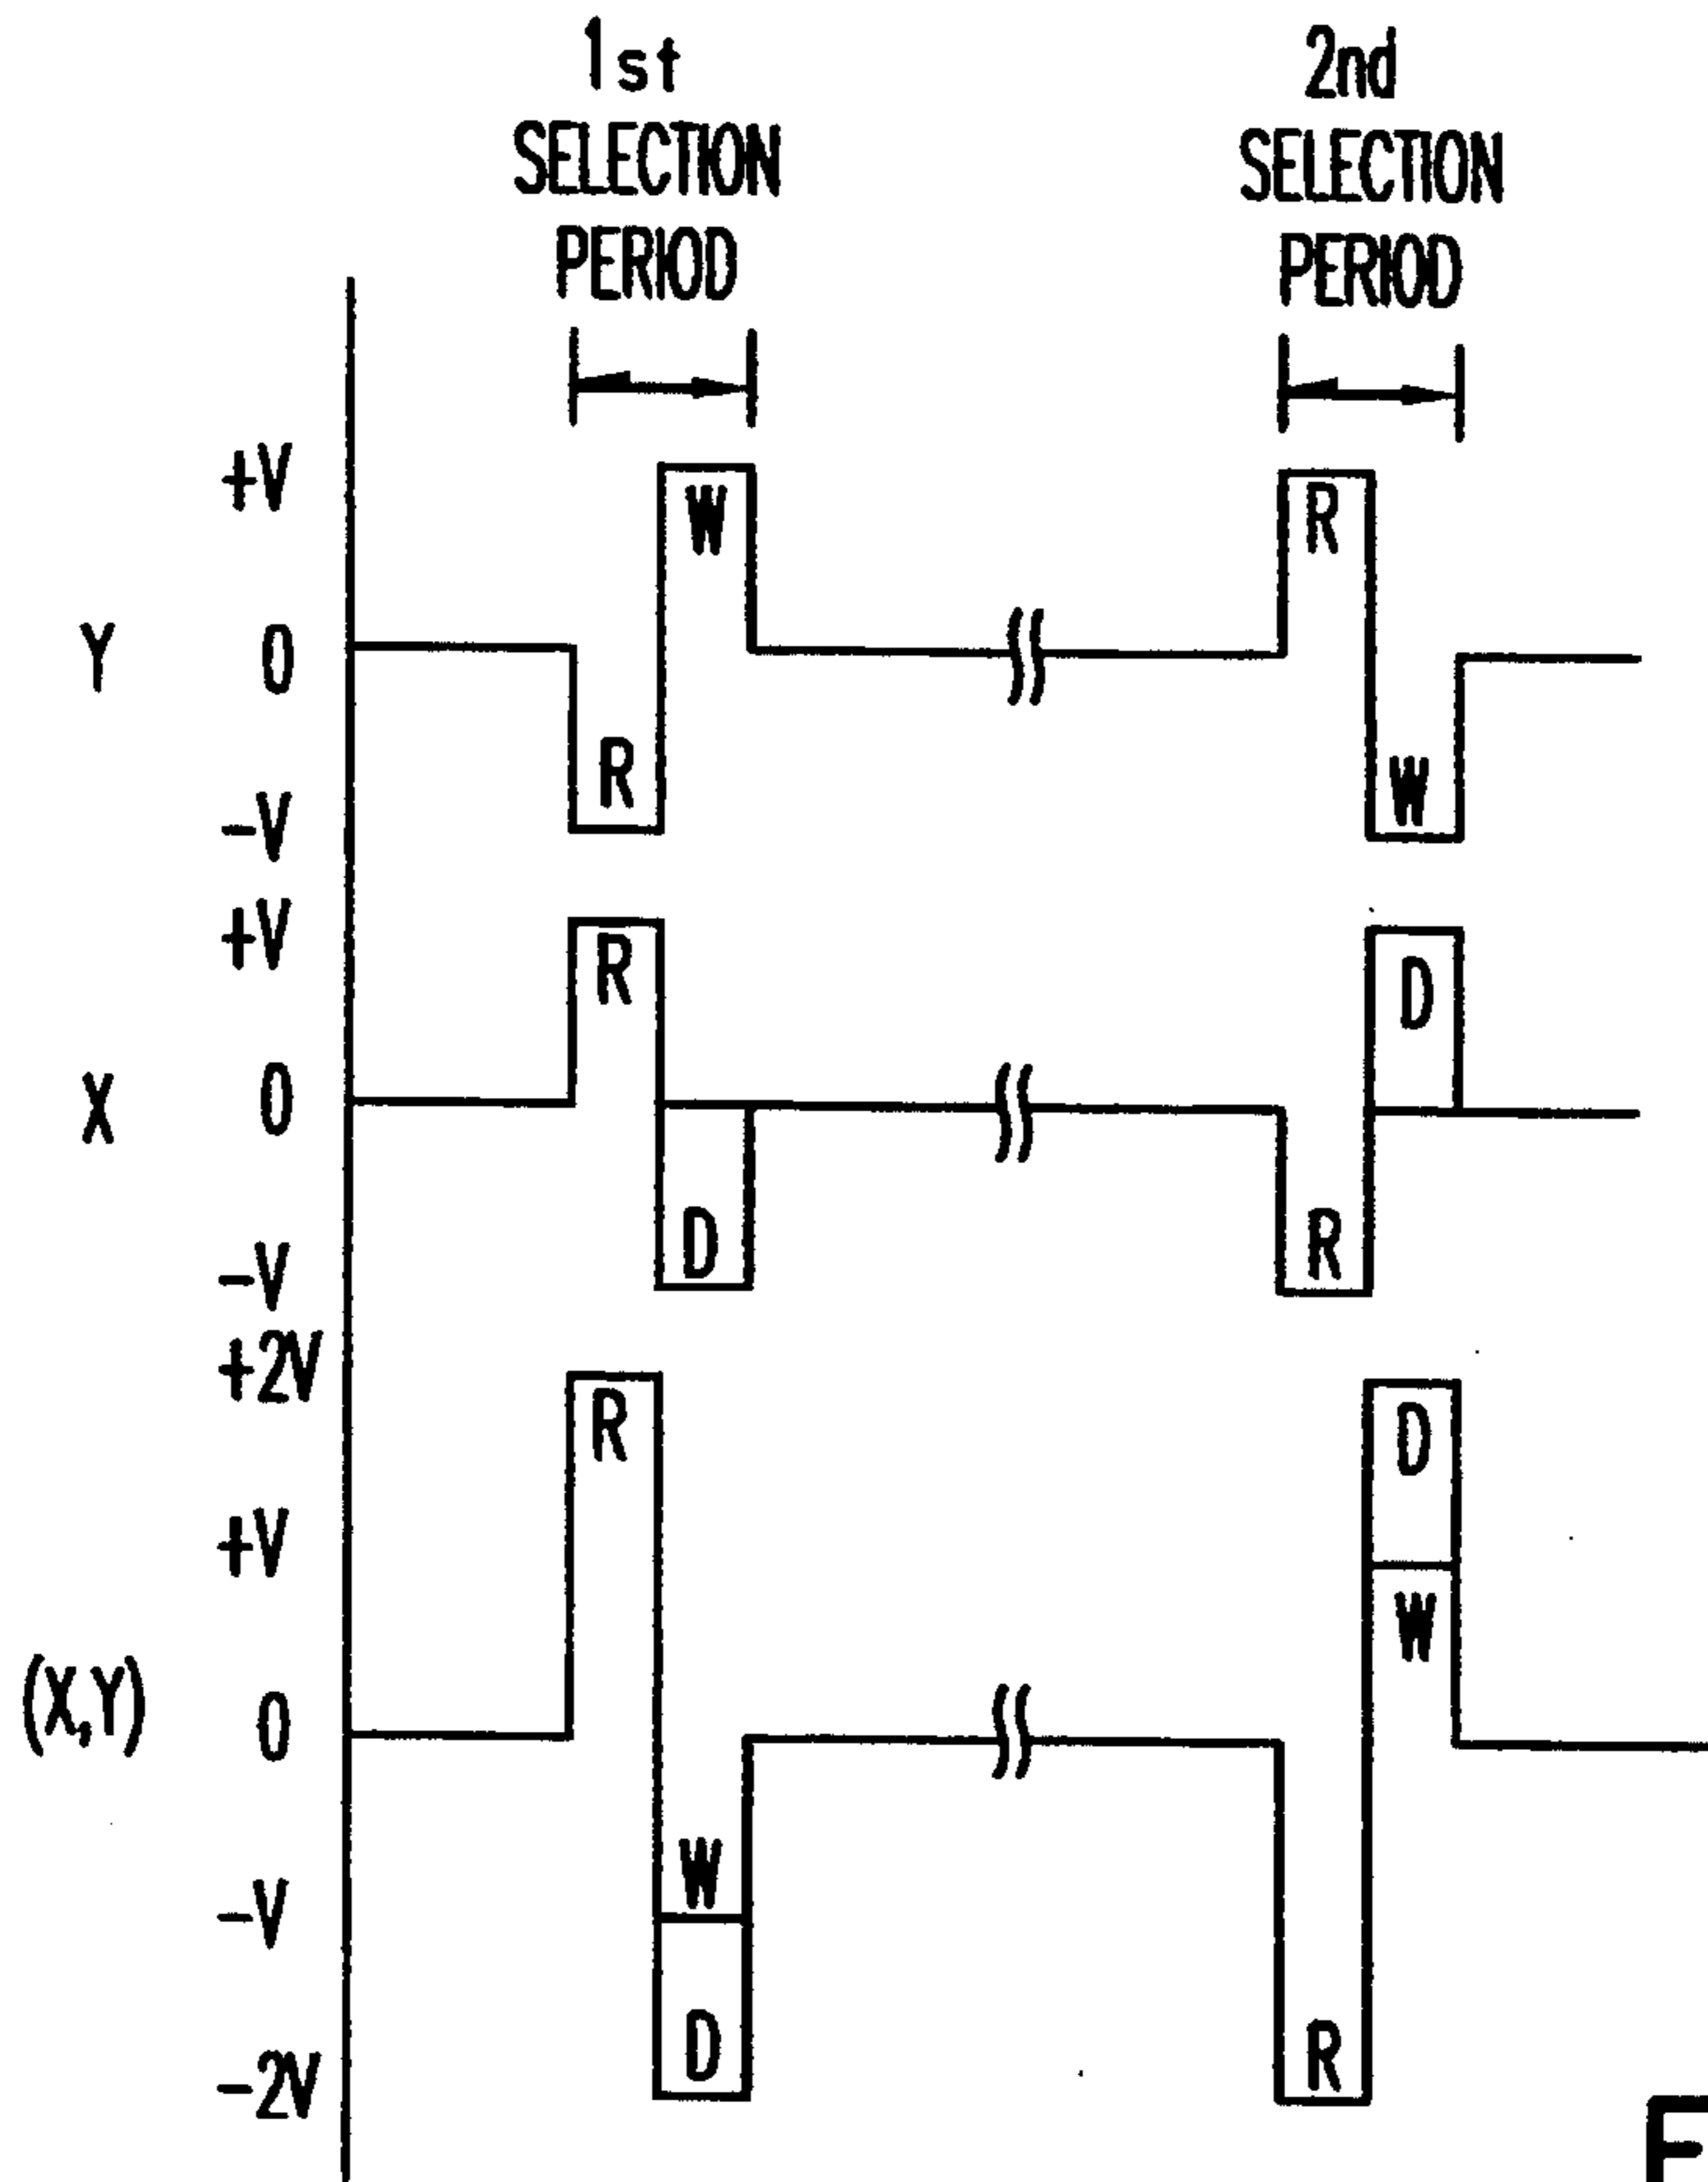 1st
SELECTION
PERIOD
2nd
SELECTION
PERIOD
+V
W
R
Y
0
R
W
-V
+V
R
D
X
0
D
R
-V
+2V
R
D
+V
W
(X,Y)
0
W
-V
D
R
-2V